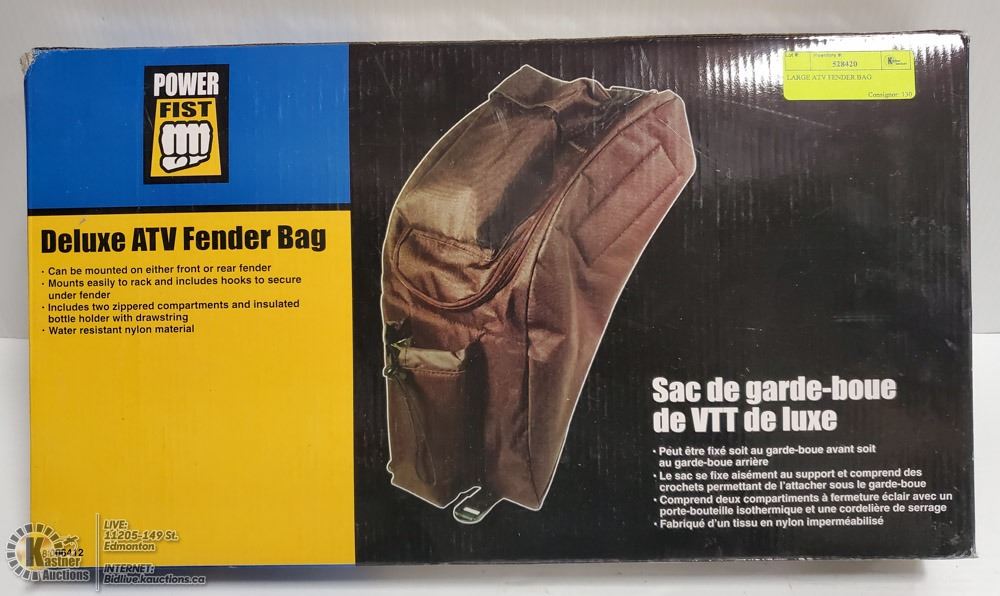 POWER
FIST
Deluxe ATV Fender Bag
· Can be mounted on either front or rear fender
· Mounts easily to rack and includes hooks to secure
under fender
· Includes two zippered compartments and insulated
bottle holder with drawstring
· Water resistant nylon material
Lot #:
Inventory #:
528420
Kastner
Auctions
LARGE ATV FENDER BAG
Consignor: 130
Sac de garde-boue
de VTT de luxe
· Peut être fixé soit au garde-boue avant soit
au garde-boue arrière
· Le sac se fixe aisément au support et comprend des
crochets permettant de l'attacher sous le garde-boue
· Comprend deux compartiments à fermeture éclair avec un
porte-bouteille isothermique et une cordelière de serrage
· Fabriqué d'un tissu en nylon imperméabilisé
Kastner
Auctions
LIVE:
11205-149 St.
Edmonton
INTERNET:
Bidlive.kauctions.ca